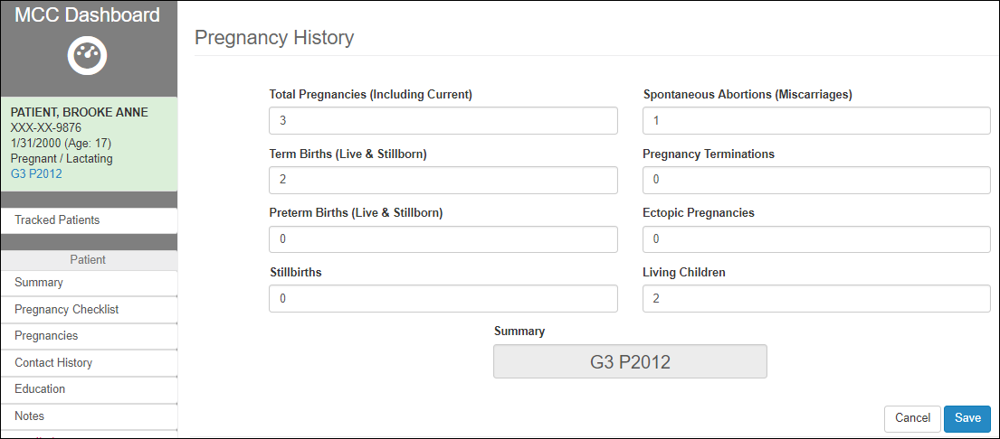 MCC Dashboard
PATIENT, BROOKE ANNE
XXX-XX-9876
1/31/2000 (Age: 17)
Pregnant / Lactating
G3 P2012
Tracked Patients
Patient
Summary
Pregnancy Checklist
Pregnancies
Contact History
Education
Notes
Pregnancy History
Total Pregnancies (Including Current)
3
Spontaneous Abortions (Miscarriages)
1
Term Births (Live & Stillborn)
2
Pregnancy Terminations
0
Preterm Births (Live & Stillborn)
0
Ectopic Pregnancies
0
Stillbirths
0
Living Children
2
Summary
G3 P2012
Cancel
Save